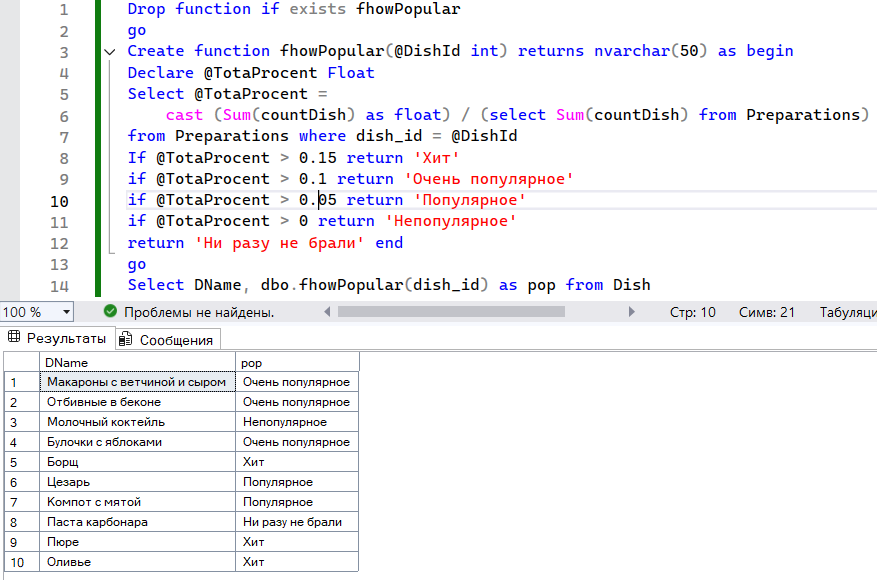 1 Drop function if exists fhowPopular
2 go
3 Create function fhowPopular(@DishId int) returns nvarchar(50) as begin
4 Declare @TotaProcent Float
5 Select @TotaProcent =
6 cast (Sum(countDish) as float) / (select Sum(countDish) from Preparations)
7 from Preparations where dish_id = @DishId
8 If @TotaProcent > 0.15 return 'Хит'
9 if @TotaProcent > 0.1 return 'Очень популярное'
10 if @TotaProcent > 0.05 return 'Популярное'
11 if @TotaProcent > 0 return 'Непопулярное'
12 return 'Ни разу не брали' end
13 go
14 Select DName, dbo.fhowPopular(dish_id) as pop from Dish
100 % Проблемы не найдены. Стр: 10 Симв: 21 Табуляци
Результаты Сообщения
DName pop
1 Макароны с ветчиной и сыром Очень популярное
2 Отбивные в беконе Очень популярное
3 Молочный коктейль Непопулярное
4 Булочки с яблоками Очень популярное
5 Борщ Хит
6 Цезарь Популярное
7 Компот с мятой Популярное
8 Паста карбонара Ни разу не брали
9 Пюре Хит
10 Оливье Хит